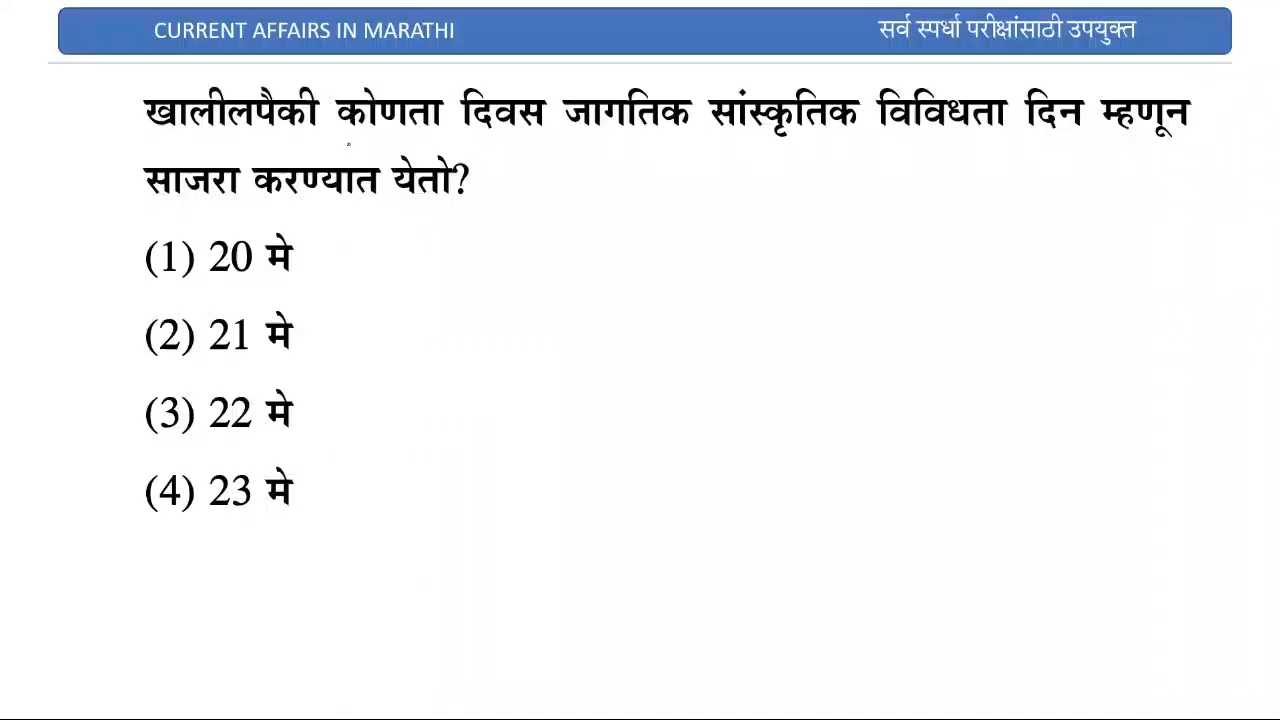 CURRENT AFFAIRS IN MARATHI
सर्व स्पर्धा परीक्षांसाठी उपयुक्त
खालीलपैकी कोणता दिवस जागतिक सांस्कृतिक विविधता दिन म्हणून
साजरा करण्यात येतो?
(1) 20 मे
(2) 21 मे
(3) 22 मे
(4) 23 मे